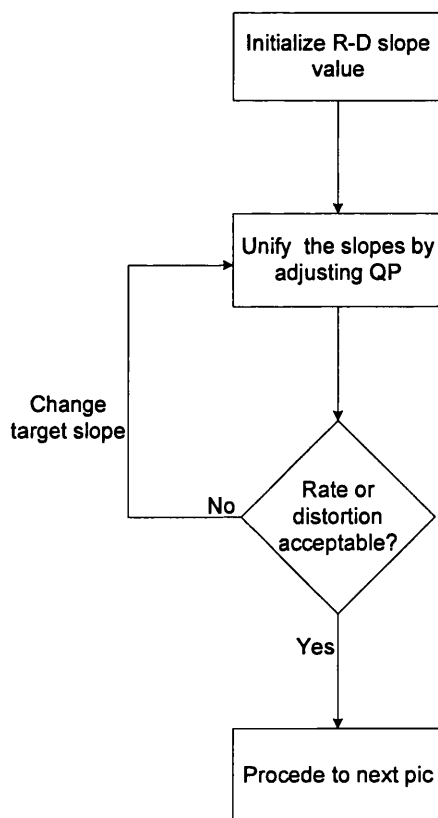 Initialize R-D slope
value
Unify the slopes by
adjusting QP
Change
target slope
No
Rate or
distortion
acceptable?
Yes
Procede to next pic